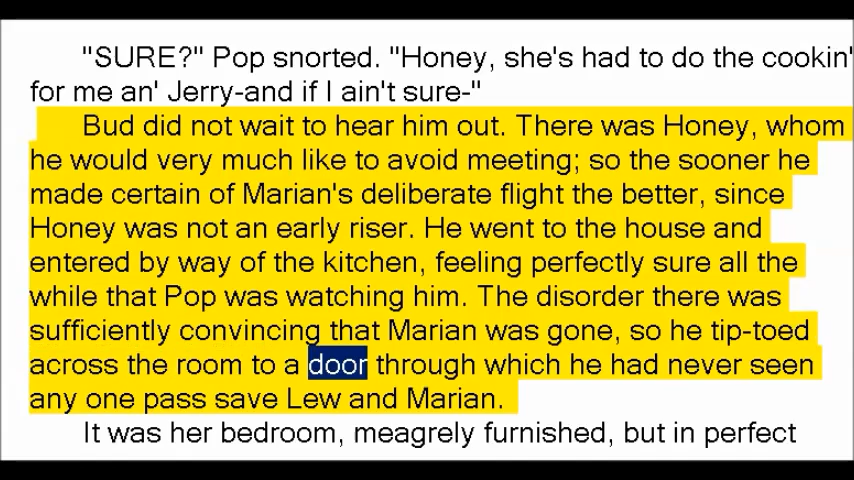 "SURE?" Pop snorted. "Honey, she's had to do the cookin'
for me an' Jerry-and if I ain't sure-"
Bud did not wait to hear him out. There was Honey, whom
he would very much like to avoid meeting; so the sooner he
made certain of Marian's deliberate flight the better, since
Honey was not an early riser. He went to the house and
entered by way of the kitchen, feeling perfectly sure all the
while that Pop was watching him. The disorder there was
sufficiently convincing that Marian was gone, so he tip-toed
across the room to a door through which he had never seen
any one pass save Lew and Marian.
It was her bedroom, meagrely furnished, but in perfect